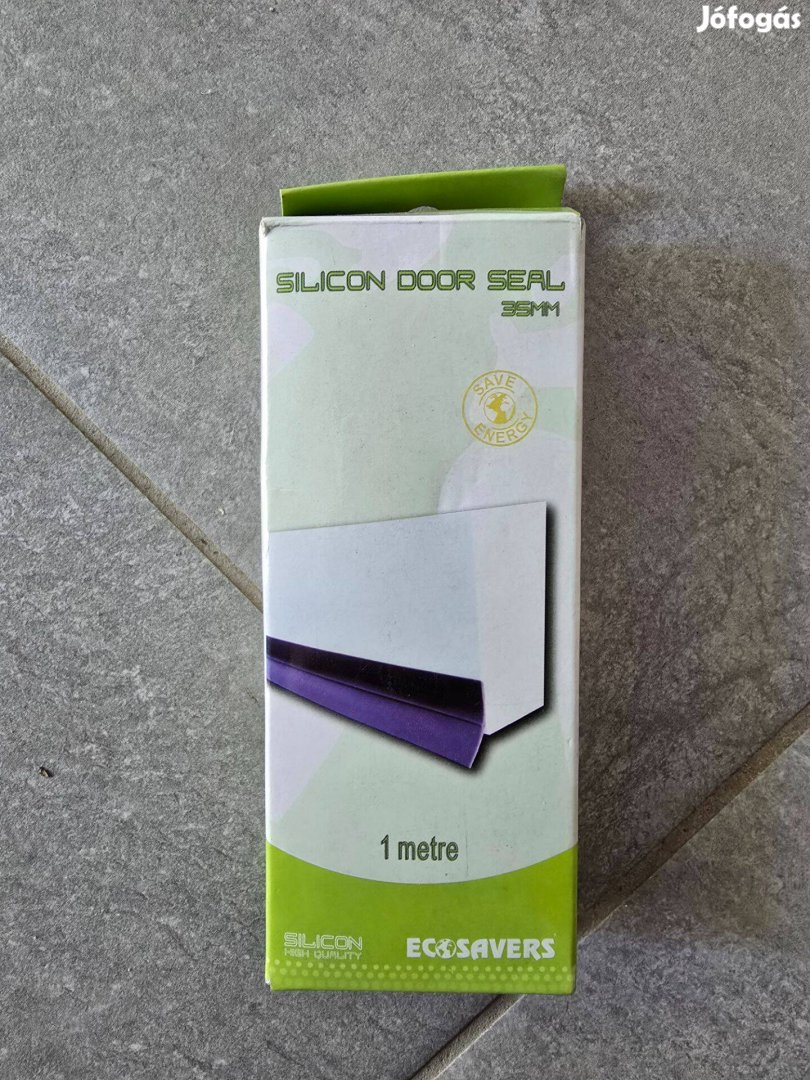 Jófogás
SILICON DOOR SEAL
35MM
SAVE
ENERGY
1 metre
SILICON
HIGH QUALITY
ECOSAVERS